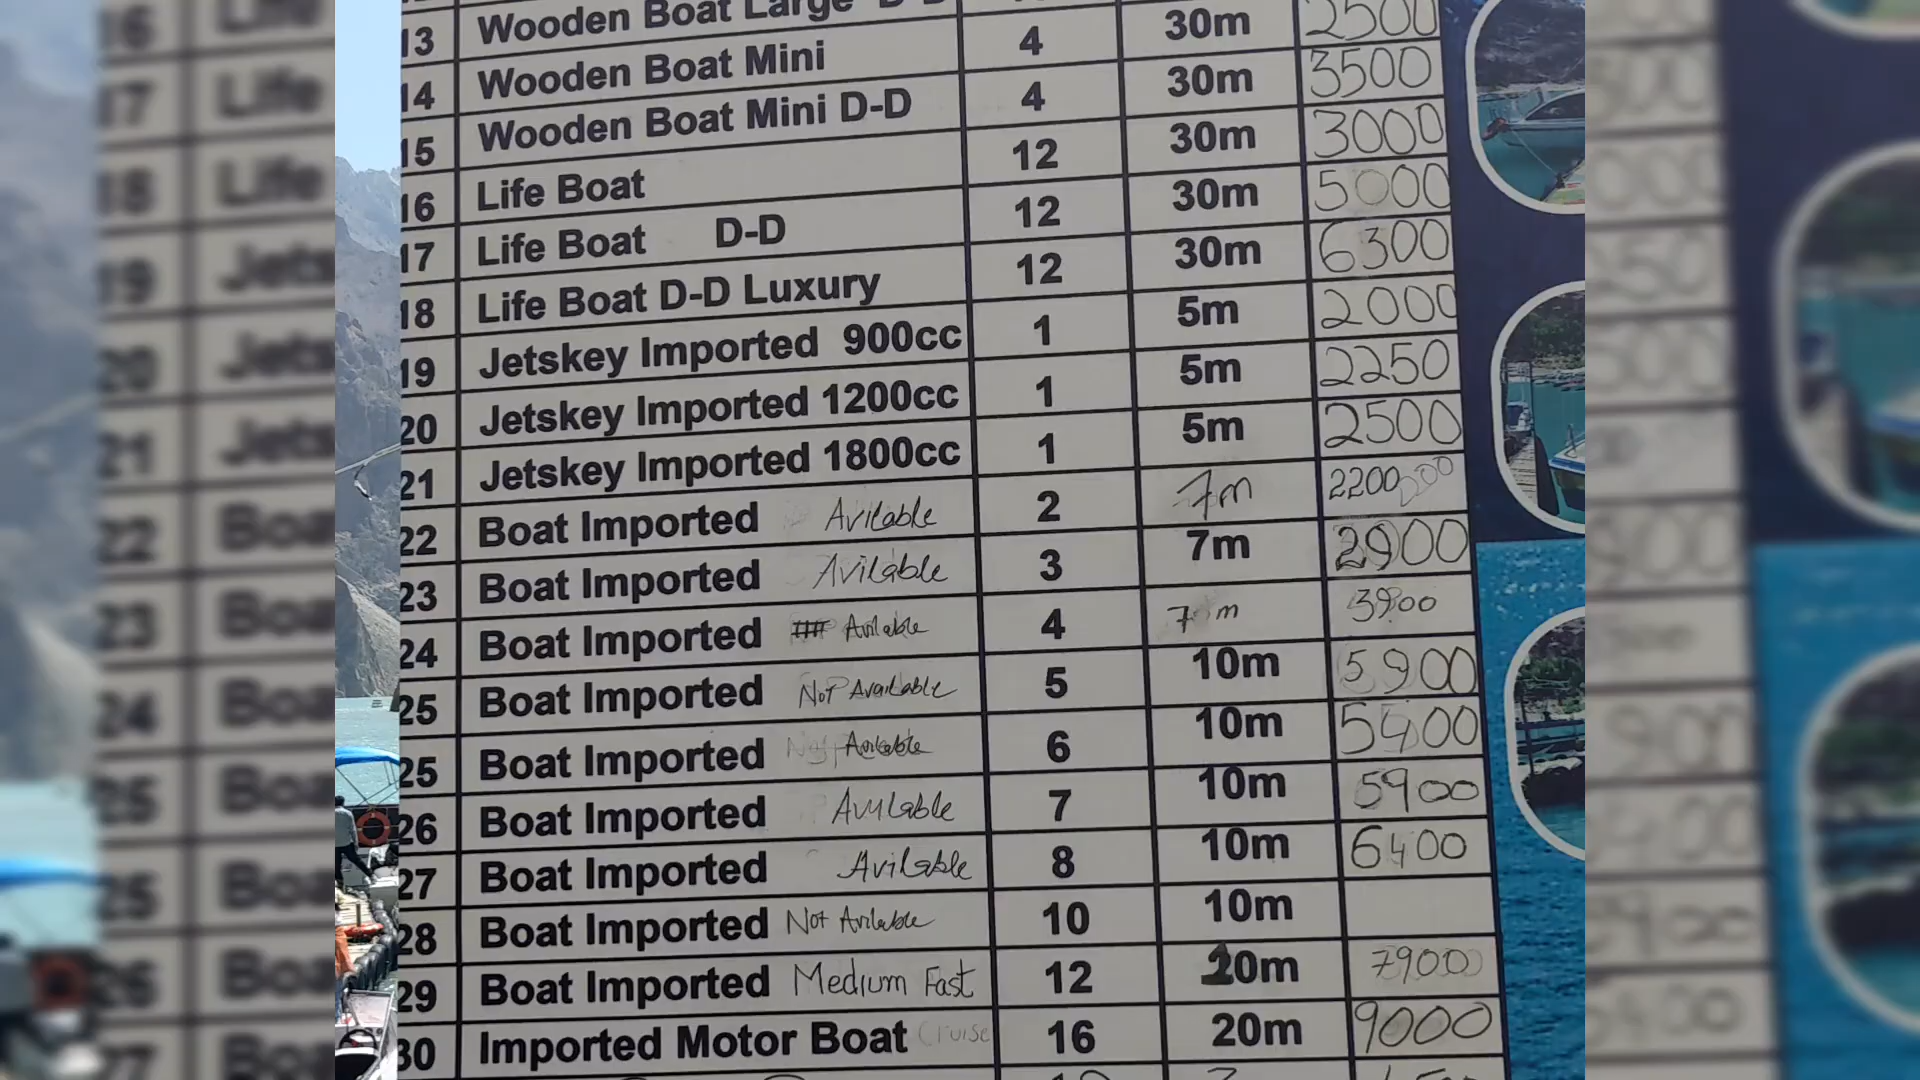 13 Wooden Boat Large D-D
14 Wooden Boat Mini 4 30m 2500
15 Wooden Boat Mini D-D 4 30m 3500
16 Life Boat 12 30m 3000
17 Life Boat D-D 12 30m 5000
18 Life Boat D-D Luxury 12 30m 6300
19 Jetskey Imported 900cc 1 5m 2000
20 Jetskey Imported 1200cc 1 5m 2250
21 Jetskey Imported 1800cc 1 5m 2500
22 Boat Imported Avilable 2 7m 2200
23 Boat Imported Avilable 3 7m 2900
24 Boat Imported Avilable 4 7m 3900
25 Boat Imported Not Available 5 10m 5900
25 Boat Imported Avilable 6 10m 5400
26 Boat Imported Avilable 7 10m 5900
27 Boat Imported Avilable 8 10m 6400
28 Boat Imported Not Avilable 10 10m
29 Boat Imported Medium Fast 12 20m 7900
30 Imported Motor Boat Cruise 16 20m 9000